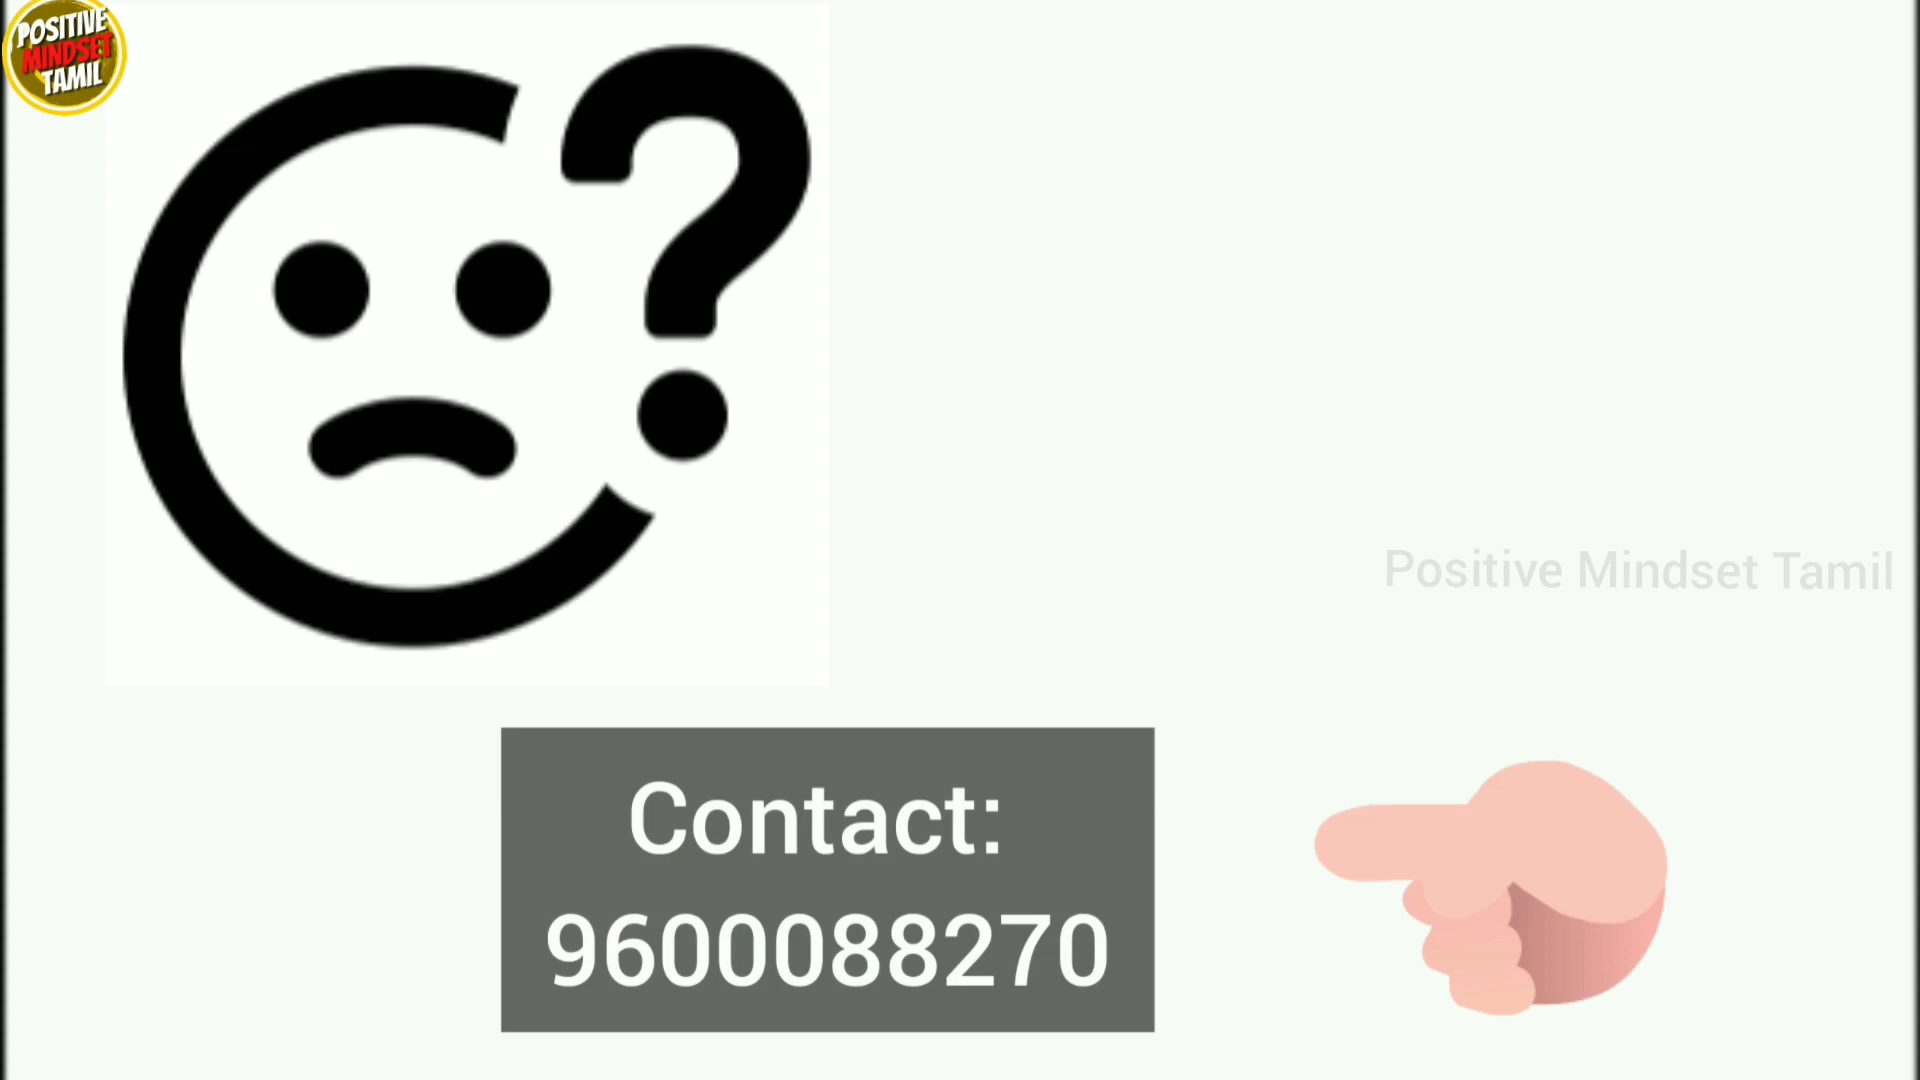 POSITIVE
MINDSET
TAMIL
?
Positive Mindset Tamil
Contact:
9600088270